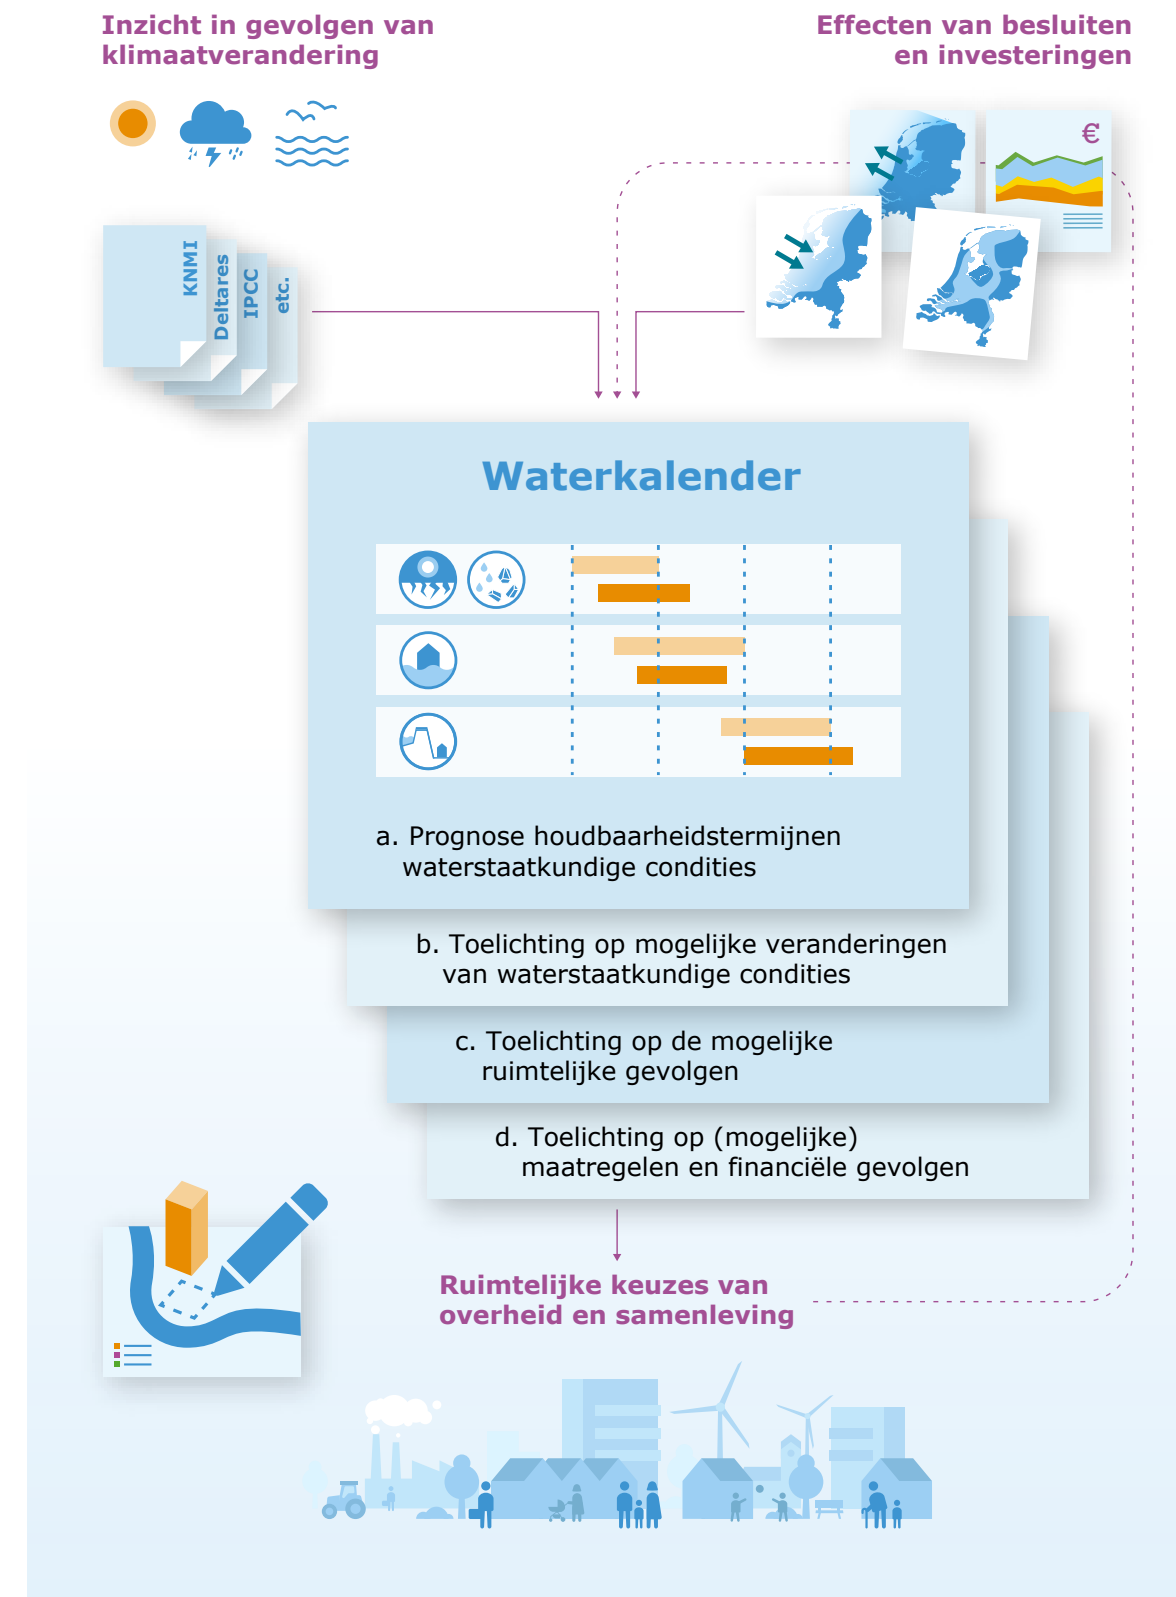 Inzicht in gevolgen van
klimaatverandering
Effecten van besluiten
en investeringen
€
KNMI
Deltares
IPCC
etc.
Waterkalender
a. Prognose houdbaarheidstermijnen
waterstaatkundige condities
b. Toelichting op mogelijke veranderingen
van waterstaatkundige condities
c. Toelichting op de mogelijke
ruimtelijke gevolgen
d. Toelichting op (mogelijke)
maatregelen en financiële gevolgen
Ruimtelijke keuzes van
overheid en samenleving